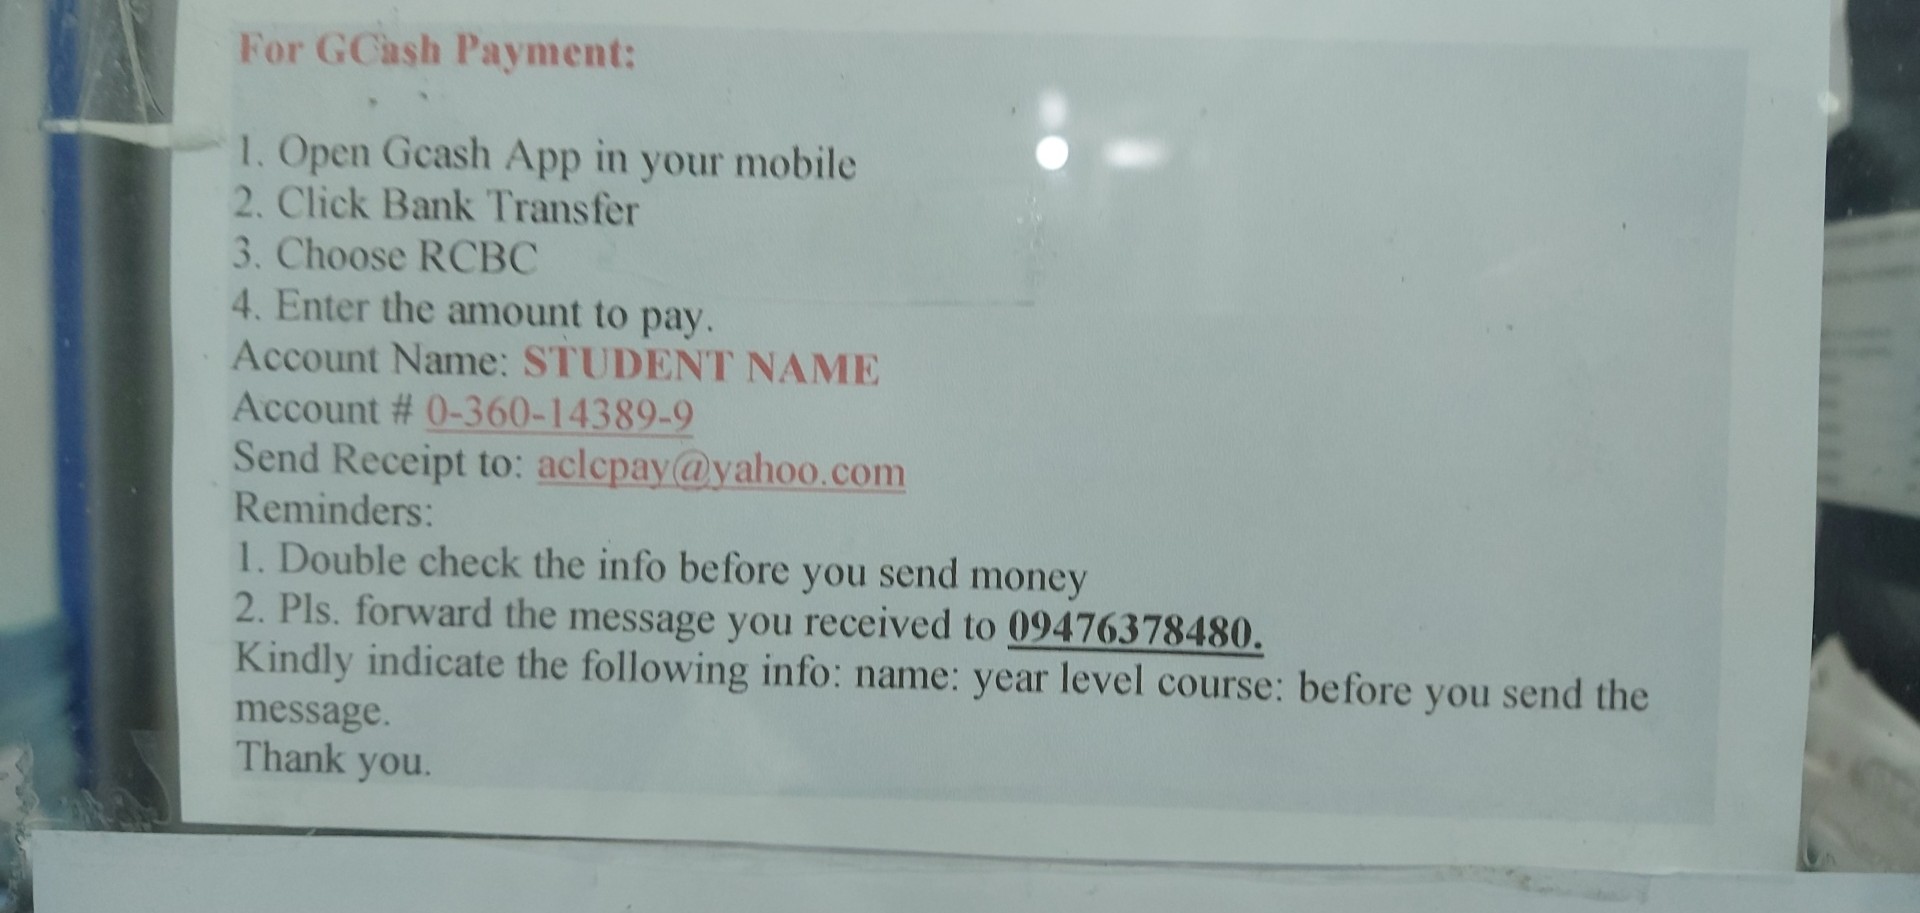 For GCash Payment:
1. Open Gcash App in your mobile
2. Click Bank Transfer
3. Choose RCBC
4. Enter the amount to pay.
Account Name: STUDENT NAME
Account # 0-360-14389-9
Send Receipt to: aclcpay@yahoo.com
Reminders:
1. Double check the info before you send money
2. Pls. forward the message you received to 09476378480.
Kindly indicate the following info: name: year level course: before you send the
message.
Thank you.